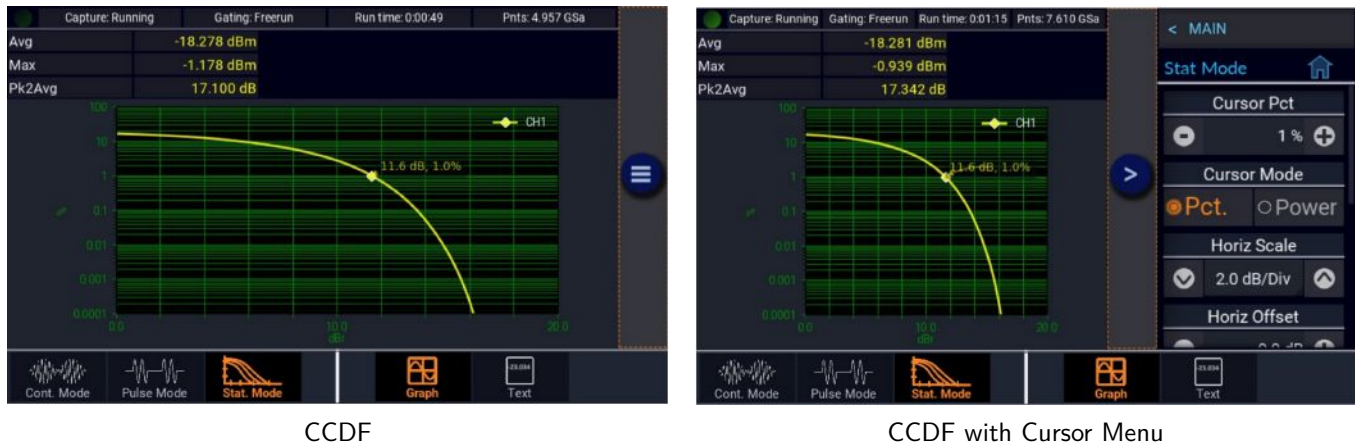 Capture: Running Gating: Freerun Run time: 0:00:49 Pnts: 4.957 GSa
Avg -18.278 dBm
Max -1.178 dBm
Pk2Avg 17.100 dB
100
10
1
0.1
0.01
0.001
0.0001
%
CH1
11.6 dB, 1.0%
0.0 10.0 20.0
dBr
Cont. Mode Pulse Mode Stat. Mode Graph Text
-23.034
CCDF
Capture: Running Gating: Freerun Run time: 0:01:15 Pnts: 7.610 GSa
Avg -18.281 dBm
Max -0.939 dBm
Pk2Avg 17.342 dB
100
10
1
0.1
0.01
0.001
0.0001
%
CH1
11.6 dB, 1.0%
0.0 10.0 20.0
dBr
< MAIN
Stat Mode
Cursor Pct
1 %
Cursor Mode
Pct. Power
Horiz Scale
2.0 dB/Div
Horiz Offset
0.0 dB
Cont. Mode Pulse Mode Stat. Mode Graph Text
-23.034
CCDF with Cursor Menu